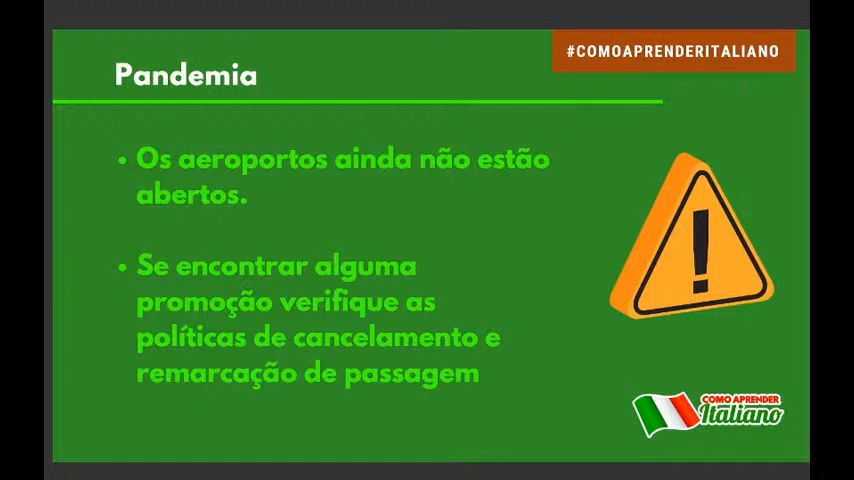 #COMOAPRENDERITALIANO
Pandemia
• Os aeroportos ainda não estão
abertos.
• Se encontrar alguma
promoção verifique as
políticas de cancelamento e
remarcação de passagem
COMO APRENDER
Italiano